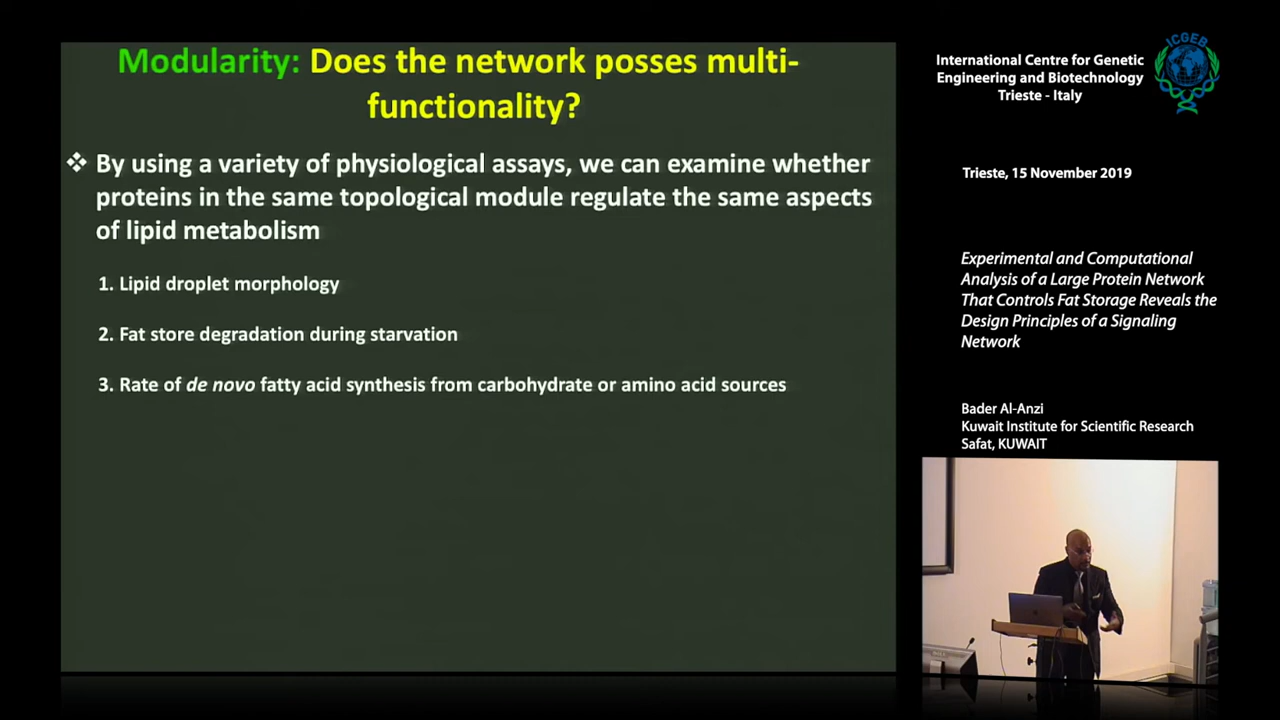 Modularity: Does the network posses multi-
functionality?
❖ By using a variety of physiological assays, we can examine whether
proteins in the same topological module regulate the same aspects
of lipid metabolism
1. Lipid droplet morphology
2. Fat store degradation during starvation
3. Rate of de novo fatty acid synthesis from carbohydrate or amino acid sources
International Centre for Genetic
Engineering and Biotechnology
Trieste - Italy
ICGEB
Trieste, 15 November 2019
Experimental and Computational
Analysis of a Large Protein Network
That Controls Fat Storage Reveals the
Design Principles of a Signaling
Network
Bader Al-Anzi
Kuwait Institute for Scientific Research
Safat, KUWAIT